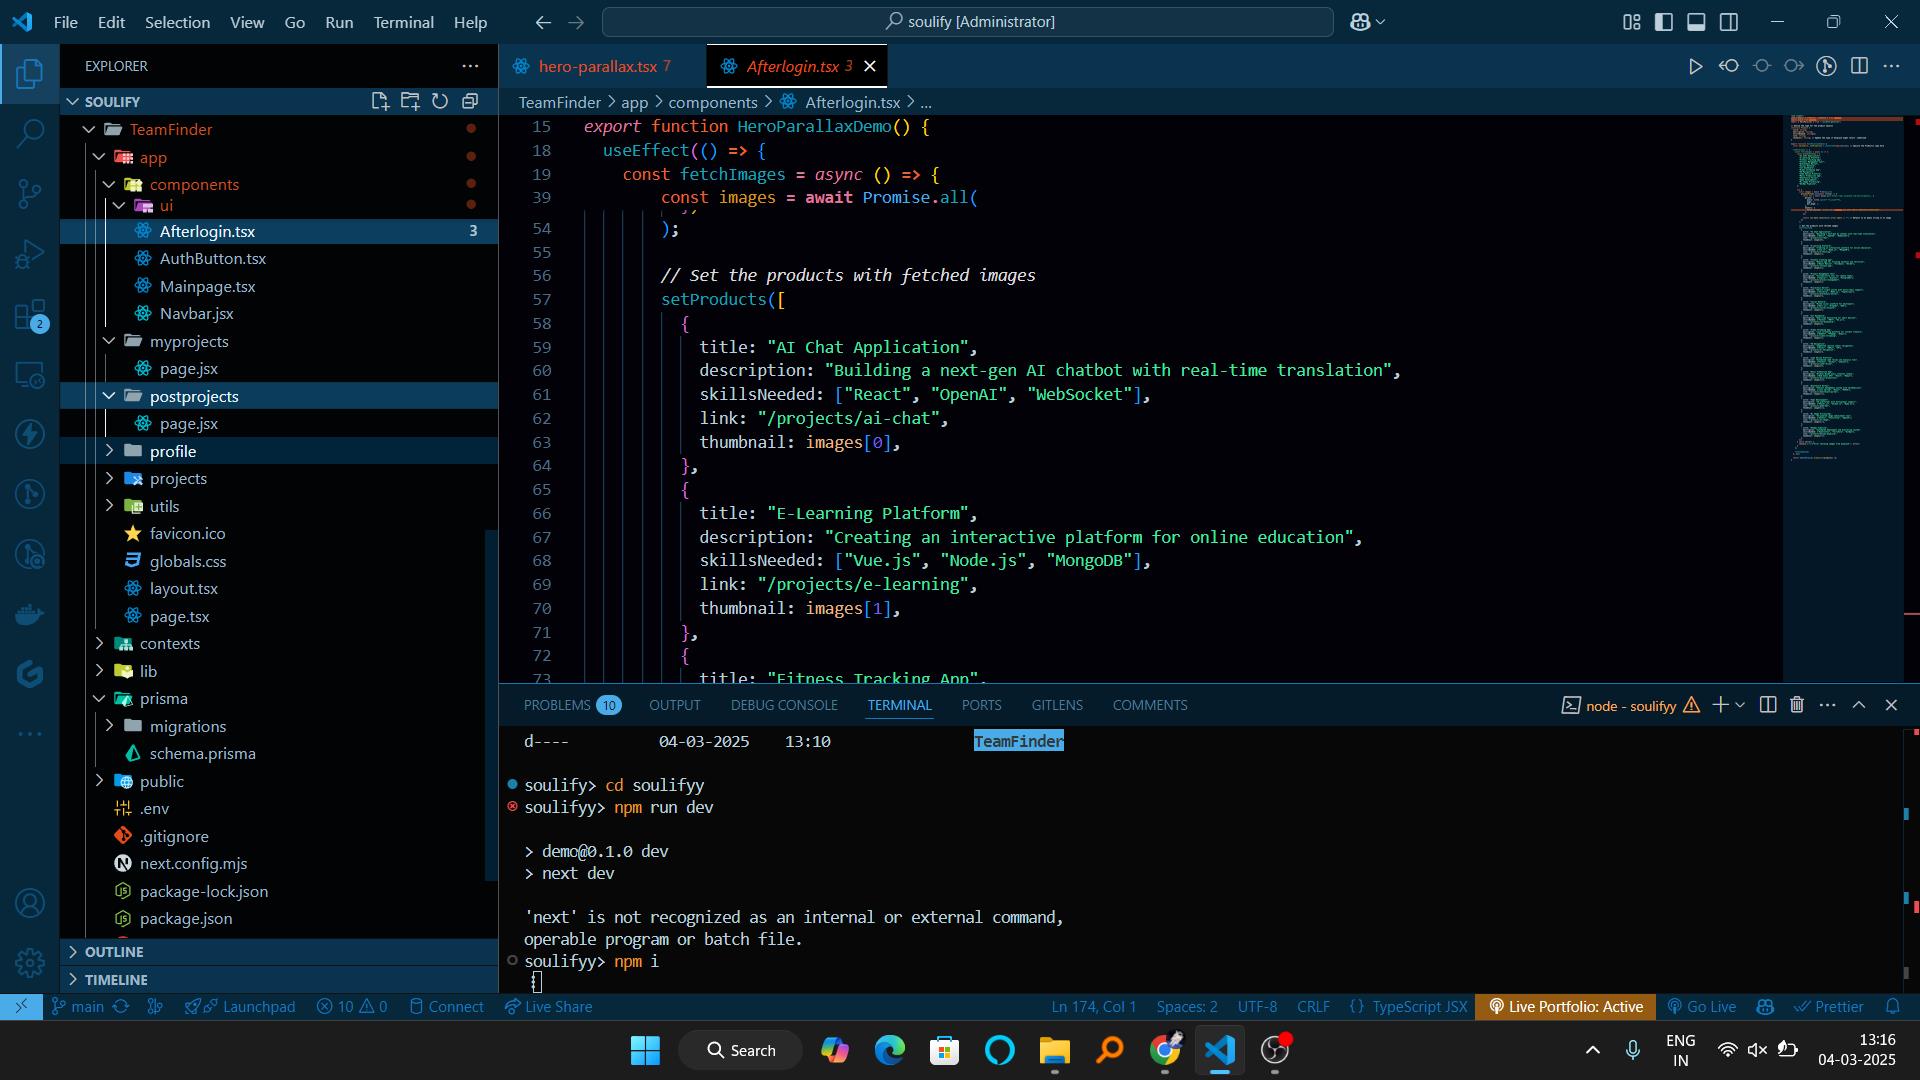 File Edit Selection View Go Run Terminal Help
soulify [Administrator]
EXPLORER
SOULIFY
TeamFinder
app
components
ui
Afterlogin.tsx 3
AuthButton.tsx
Mainpage.tsx
Navbar.jsx
myprojects
page.jsx
postprojects
page.jsx
profile
projects
utils
favicon.ico
globals.css
layout.tsx
page.tsx
contexts
lib
prisma
migrations
schema.prisma
public
.env
.gitignore
next.config.mjs
package-lock.json
package.json
OUTLINE
TIMELINE
2
hero-parallax.tsx 7
Afterlogin.tsx 3
TeamFinder > app > components > Afterlogin.tsx > ...
15 export function HeroParallaxDemo() {
18 useEffect(() => {
19 const fetchImages = async () => {
39 const images = await Promise.all(
54 );
55
56 // Set the products with fetched images
57 setProducts([
58 {
59 title: "AI Chat Application",
60 description: "Building a next-gen AI chatbot with real-time translation",
61 skillsNeeded: ["React", "OpenAI", "WebSocket"],
62 link: "/projects/ai-chat",
63 thumbnail: images[0],
64 },
65 {
66 title: "E-Learning Platform",
67 description: "Creating an interactive platform for online education",
68 skillsNeeded: ["Vue.js", "Node.js", "MongoDB"],
69 link: "/projects/e-learning",
70 thumbnail: images[1],
71 },
72 {
73 title: "Fitness Tracking App",
PROBLEMS 10 OUTPUT DEBUG CONSOLE TERMINAL PORTS GITLENS COMMENTS
node - soulifyy
d---- 04-03-2025 13:10 TeamFinder
soulify> cd soulifyy
soulifyy> npm run dev
> demo@0.1.0 dev
> next dev
'next' is not recognized as an internal or external command,
operable program or batch file.
soulifyy> npm i
main Launchpad 10 0 Connect Live Share Ln 174, Col 1 Spaces: 2 UTF-8 CRLF {} TypeScript JSX Live Portfolio: Active Go Live Prettier
Search
ENG
IN
13:16
04-03-2025